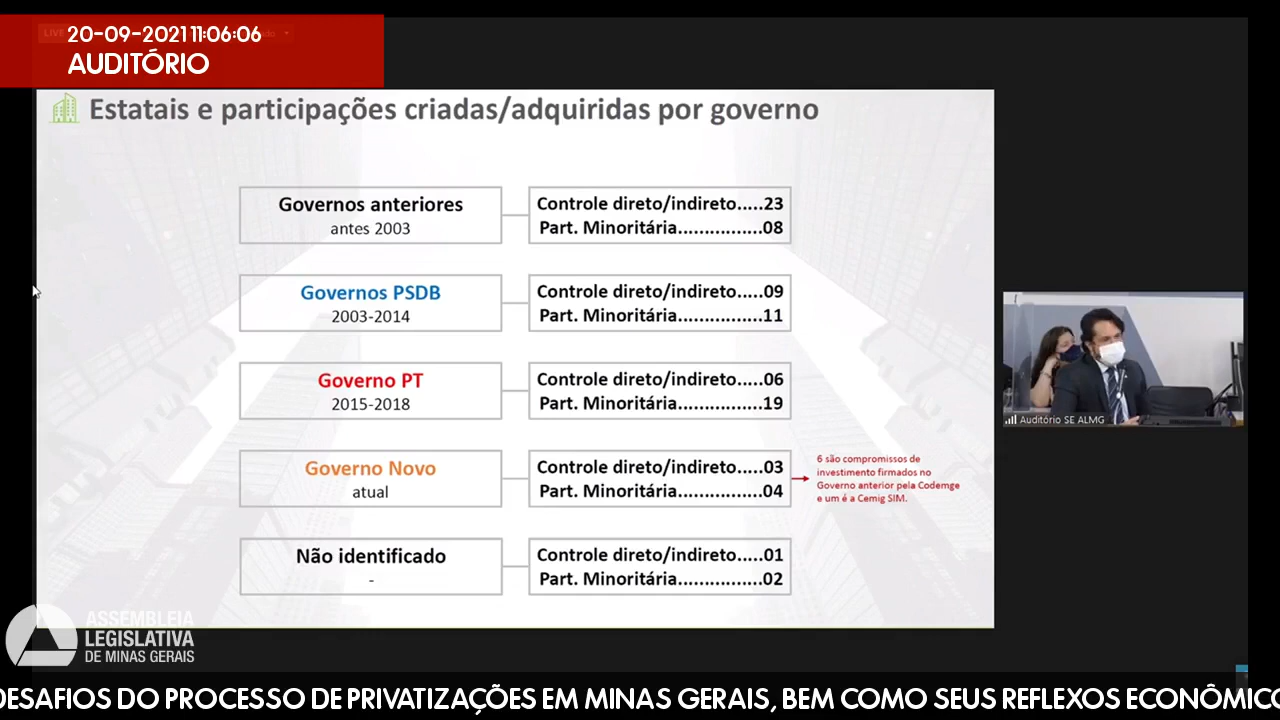 LIVE
20-09-2021 11:06:06
AUDITÓRIO
Estatais e participações criadas/adquiridas por governo
Governos anteriores
antes 2003
Controle direto/indireto.....23
Part. Minoritária................08
Governos PSDB
2003-2014
Controle direto/indireto.....09
Part. Minoritária................11
Governo PT
2015-2018
Controle direto/indireto.....06
Part. Minoritária................19
Governo Novo
atual
Controle direto/indireto.....03
Part. Minoritária................04
6 são compromissos de
investimento firmados no
Governo anterior pela Codemge
e um é a Cemig SIM.
Não identificado
-
Controle direto/indireto.....01
Part. Minoritária................02
Auditório SE ALMG
ASSEMBLEIA
LEGISLATIVA
DE MINAS GERAIS
DESAFIOS DO PROCESSO DE PRIVATIZAÇÕES EM MINAS GERAIS, BEM COMO SEUS REFLEXOS ECONÔMIC